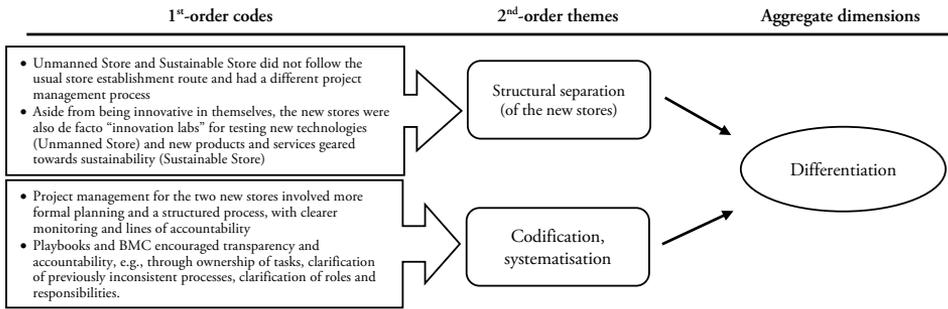 1st-order codes
2nd-order themes
Aggregate dimensions
• Unmanned Store and Sustainable Store did not follow the
usual store establishment route and had a different project
management process
• Aside from being innovative in themselves, the new stores were
also de facto “innovation labs” for testing new technologies
(Unmanned Store) and new products and services geared
towards sustainability (Sustainable Store)
Structural separation
(of the new stores)
• Project management for the two new stores involved more
formal planning and a structured process, with clearer
monitoring and lines of accountability
• Playbooks and BMC encouraged transparency and
accountability, e.g., through ownership of tasks, clarification
of previously inconsistent processes, clarification of roles and
responsibilities.
Codification,
systematisation
Differentiation